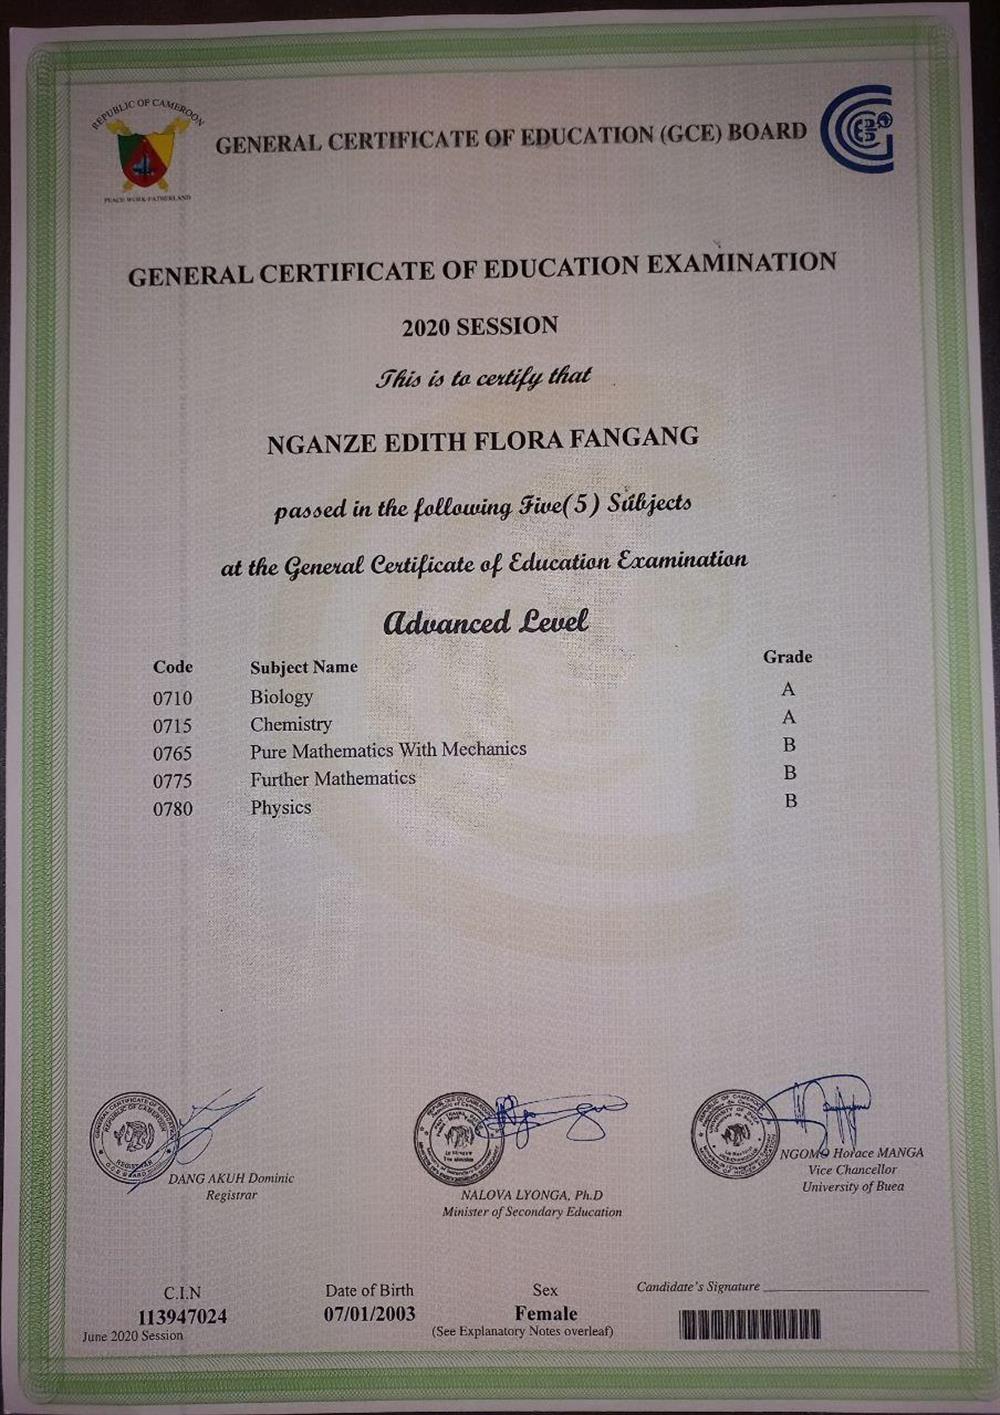 REPUBLIC OF CAMEROON
PEACE-WORK-FATHERLAND
GENERAL CERTIFICATE OF EDUCATION (GCE) BOARD
GENERAL CERTIFICATE OF EDUCATION EXAMINATION
2020 SESSION
This is to certify that
NGANZE EDITH FLORA FANGANG
passed in the following Five(5) Subjects
at the General Certificate of Education Examination
Advanced Level
Code Subject Name Grade
0710 Biology A
0715 Chemistry A
0765 Pure Mathematics With Mechanics B
0775 Further Mathematics B
0780 Physics B
DANG AKUH Dominic
Registrar
NALOVA LYONGA, Ph.D
Minister of Secondary Education
NGOMO Horace MANGA
Vice Chancellor
University of Buea
C.I.N Date of Birth Sex Candidate's Signature
113947024 07/01/2003 Female
June 2020 Session (See Explanatory Notes overleaf)